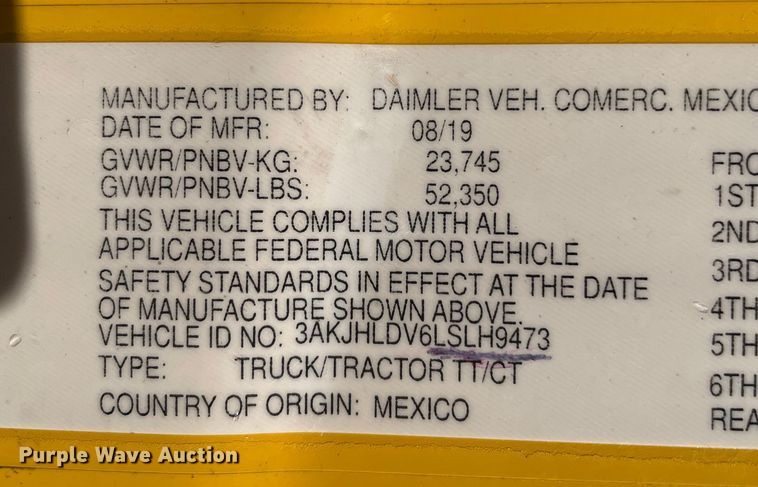 MANUFACTURED BY: DAIMLER VEH. COMERC. MEXIC
DATE OF MFR: 08/19
GVWR/PNBV-KG: 23,745 FRO
GVWR/PNBV-LBS: 52,350 1ST
THIS VEHICLE COMPLIES WITH ALL 2ND
APPLICABLE FEDERAL MOTOR VEHICLE 3RD
SAFETY STANDARDS IN EFFECT AT THE DATE
OF MANUFACTURE SHOWN ABOVE. 4TH
VEHICLE ID NO: 3AKJHLDV6LSLH9473 5TH
TYPE: TRUCK/TRACTOR TT/CT 6TH
COUNTRY OF ORIGIN: MEXICO REA
Purple Wave Auction